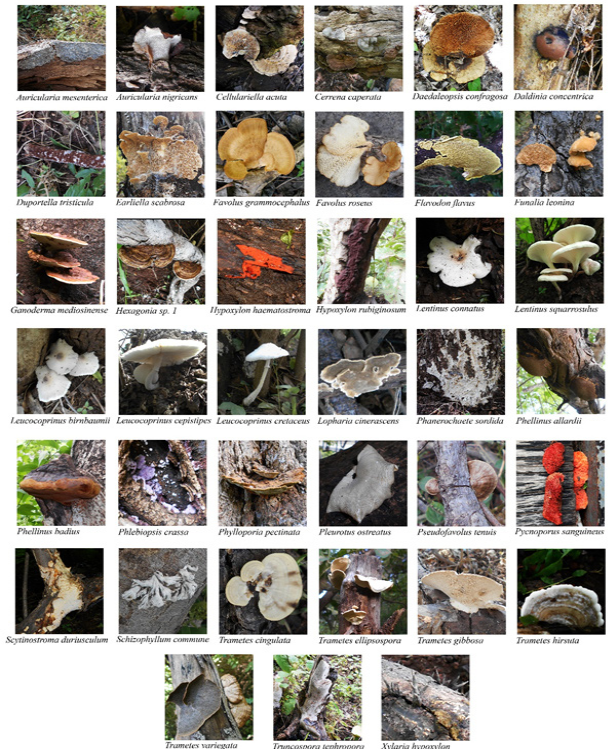 Auricularia mesenterica
Auricularia nigricans
Cellulariella acuta
Cerrena caperata
Daedaleopsis confragosa
Daldinia concentrica
Duportella tristicula
Earliella scabrosa
Favolus grammocephalus
Favolus roseus
Flavodon flavus
Funalia leonina
Ganoderma mediosinense
Hexagonia sp. 1
Hypoxylon haematostroma
Hypoxylon rubiginosum
Lentinus connatus
Lentinus squarrosulus
Leucocoprinus birnbaumii
Leucocoprinus cepistipes
Leucocoprinus cretaceus
Lopharia cinerascens
Phanerochaete sordida
Phellinus allardii
Phellinus badius
Phlebiopsis crassa
Phylloporia pectinata
Pleurotus ostreatus
Pseudofavolus tenuis
Pycnoporus sanguineus
Scytinostroma duriusculum
Schizophyllum commune
Trametes cingulata
Trametes ellipsospora
Trametes gibbosa
Trametes hirsuta
Trametes variegata
Truncospora tephropora
Xylaria hypoxylon